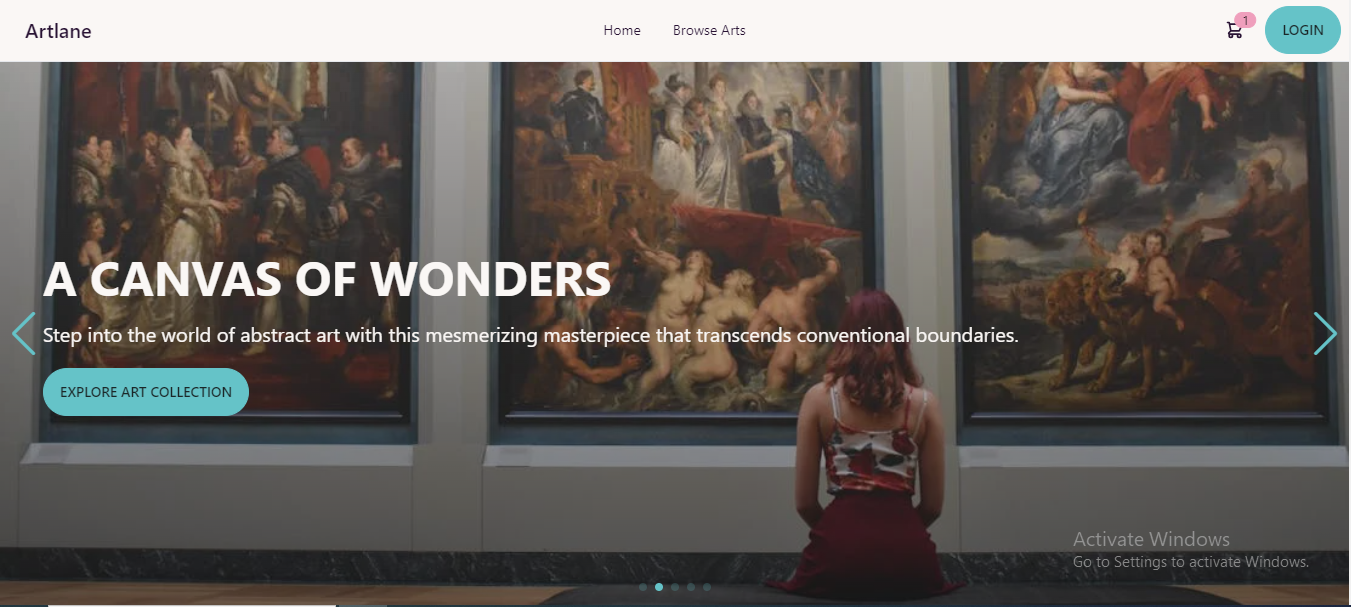 Artlane
Home
Browse Arts
1
LOGIN
A CANVAS OF WONDERS
Step into the world of abstract art with this mesmerizing masterpiece that transcends conventional boundaries.
EXPLORE ART COLLECTION
Activate Windows
Go to Settings to activate Windows.